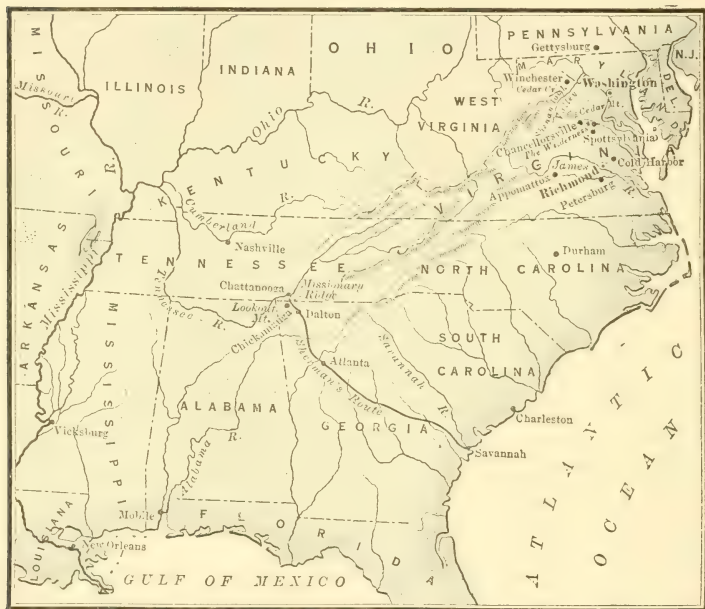 PENNSYLVANIA
Gettysburg
N.J.
OHIO
INDIANA
ILLINOIS
MISSOURI
Missouri
R.
MARY
Winchester
Cedar Cr.
Washington
DEL.
WEST
VIRGINIA
Ohio
R.
Cedar Mt.
Chancellorsville
The Wilderness
Spottsylvania
Cold Harbor
KENTUCKY
VIRGINIA
James
R.
Appomattox
Richmond
Petersburg
Cumberland
R.
Nashville
TENNESSEE
Tennessee R.
Durham
NORTH CAROLINA
Chattanooga
Missionary
Ridge
Lookout
Mt.
Dalton
Chickamauga
ARKANSAS
Mississippi
R.
MISSISSIPPI
SOUTH
CAROLINA
Savannah R.
Atlanta
Sherman's Route
ALABAMA
GEORGIA
Charleston
Savannah
Vicksburg
Alabama
R.
Mobile
FLORIDA
LOUISIANA
New Orleans
GULF OF MEXICO
ATLANTIC
OCEAN